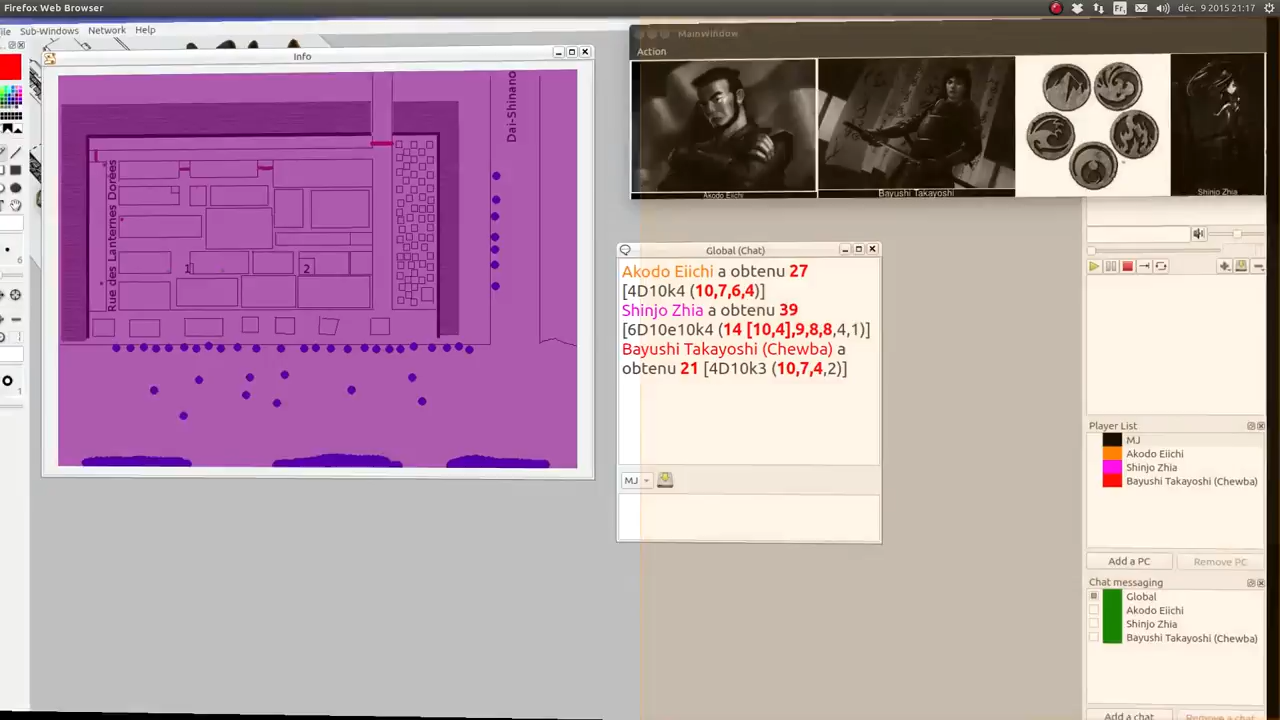 Firefox Web Browser
Fr
déc. 9 2015 21:17
Sub-Windows Network Help
Info
Dai-Shinano
Rue des Lanternes Dorées
1
2
6
1
MainWindow
Action
Akodo Eiichi
Bayushi Takayoshi
Shinjo Zhia
Global (Chat)
Akodo Eiichi a obtenu 27
[4D10k4 (10,7,6,4)]
Shinjo Zhia a obtenu 39
[6D10e10k4 (14 [10,4],9,8,8,4,1)]
Bayushi Takayoshi (Chewba) a
obtenu 21 [4D10k3 (10,7,4,2)]
MJ
Player List
MJ
Akodo Eiichi
Shinjo Zhia
Bayushi Takayoshi (Chewba)
Add a PC
Remove PC
Chat messaging
Global
Akodo Eiichi
Shinjo Zhia
Bayushi Takayoshi (Chewba)
Add a chat
Remove a chat